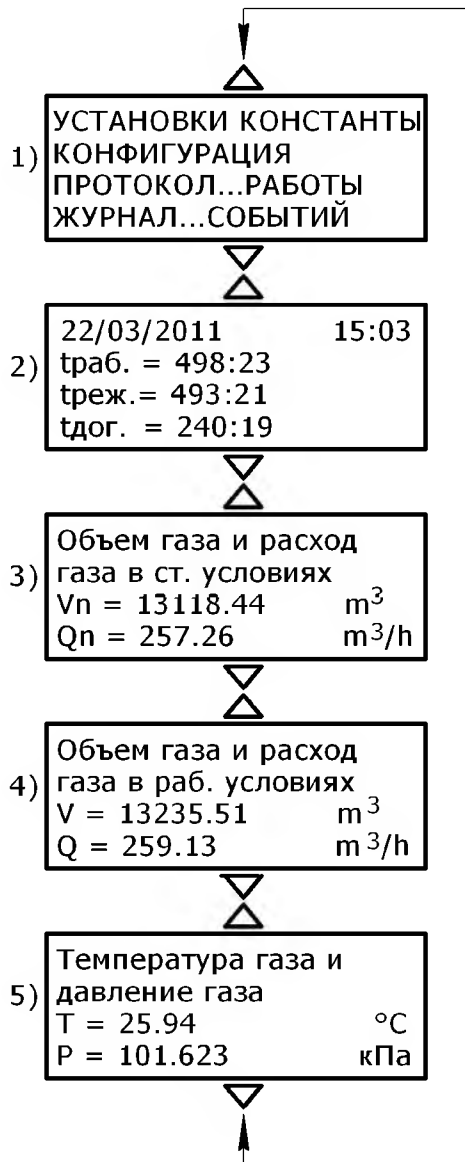 1)
УСТАНОВКИ КОНСТАНТЫ
КОНФИГУРАЦИЯ
ПРОТОКОЛ...РАБОТЫ
ЖУРНАЛ...СОБЫТИЙ
2)
22/03/2011 15:03
tраб. = 498:23
tреж.= 493:21
tдог. = 240:19
3)
Объем газа и расход
газа в ст. условиях
Vn = 13118.44 m³
Qn = 257.26 m³/h
4)
Объем газа и расход
газа в раб. условиях
V = 13235.51 m³
Q = 259.13 m³/h
5)
Температура газа и
давление газа
T = 25.94 °C
P = 101.623 кПа